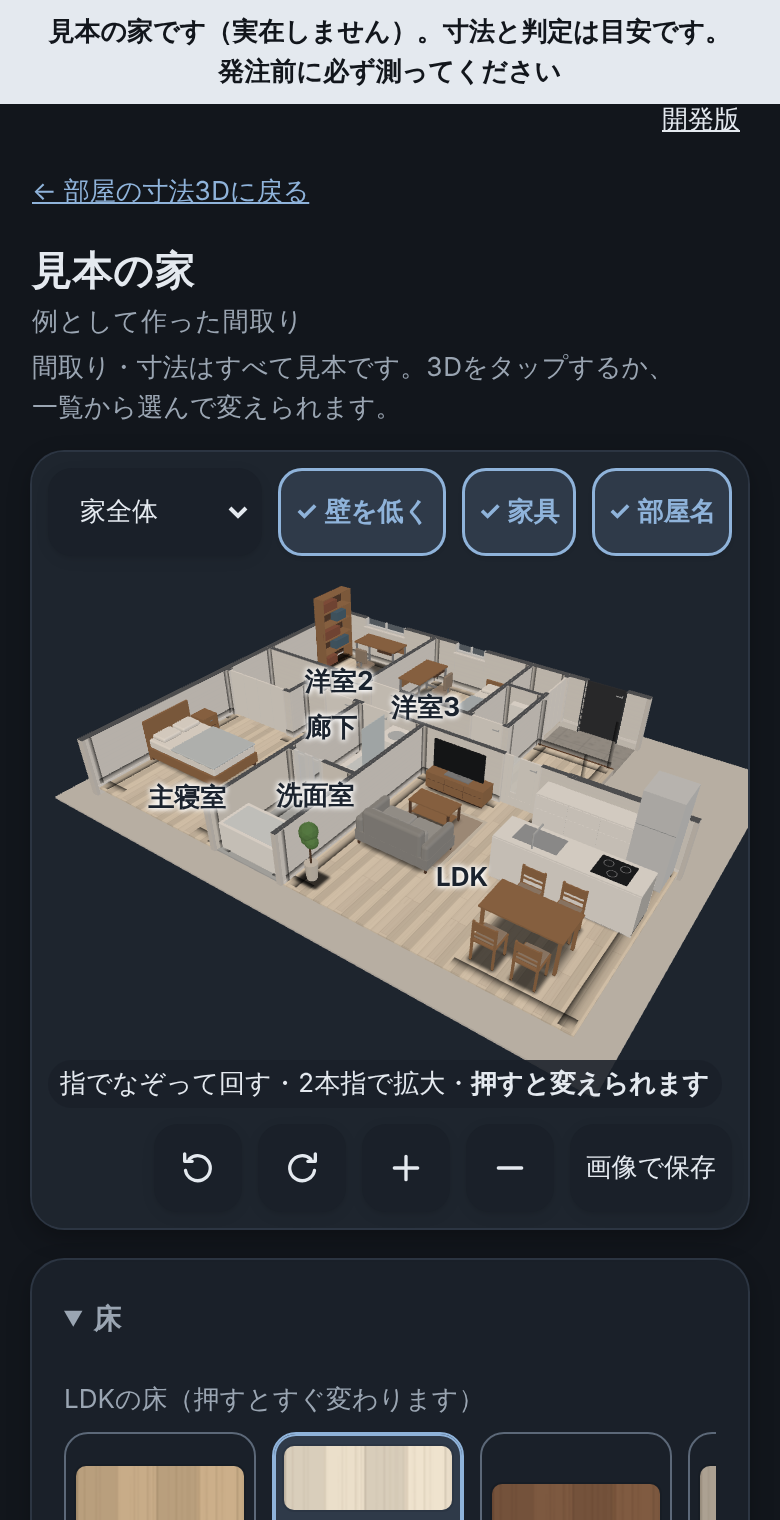 見本の家です（実在しません）。寸法と判定は目安です。
発注前に必ず測ってください
開発版
← 部屋の寸法3Dに戻る
見本の家
例として作った間取り
間取り・寸法はすべて見本です。3Dをタップするか、
一覧から選んで変えられます。
家全体
✓ 壁を低く
✓ 家具
✓ 部屋名
洋室2
洋室3
廊下
主寝室
洗面室
LDK
指でなぞって回す・2本指で拡大・押すと変えられます
画像で保存
▼ 床
LDKの床（押すとすぐ変わります）